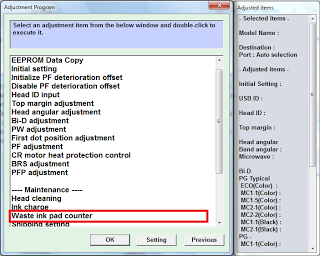 Adjustment Program
Select an adjustment item from the below window and double.click to
execute it.
EEPROM Data Copy
Initial setting
Initialize PF deterioration offset
Disable PF deterioration offset
Head ID input
Top margin adjustment
Head angular adjustment
Bi-D adjustment
PW adjustment
First dot position adjustment
PF adjustment
CR motor heat protection control
BRS adjustment
PFP adjustment
---- Maintenance ----
Head cleaning
Ink charge
Waste ink pad counter
Shipping setting
OK
Setting
Previous
Adjusted items
- Selected items -
Model Name :
Destination :
Port : Auto selection
- Adjusted items -
Initial Setting :
USB ID :
Head ID :
Top margin :
Head angular
Band angular :
Microwave :
Bi.D
PG Typical
ECO(Color) :
MC1.1(Color) :
MC1.5(Color) :
MC2.1(Color) :
MC2-2(Color) :
MC1.1(Black) :
MC2.2(Black) :
PG -
MC1-1(Color) :